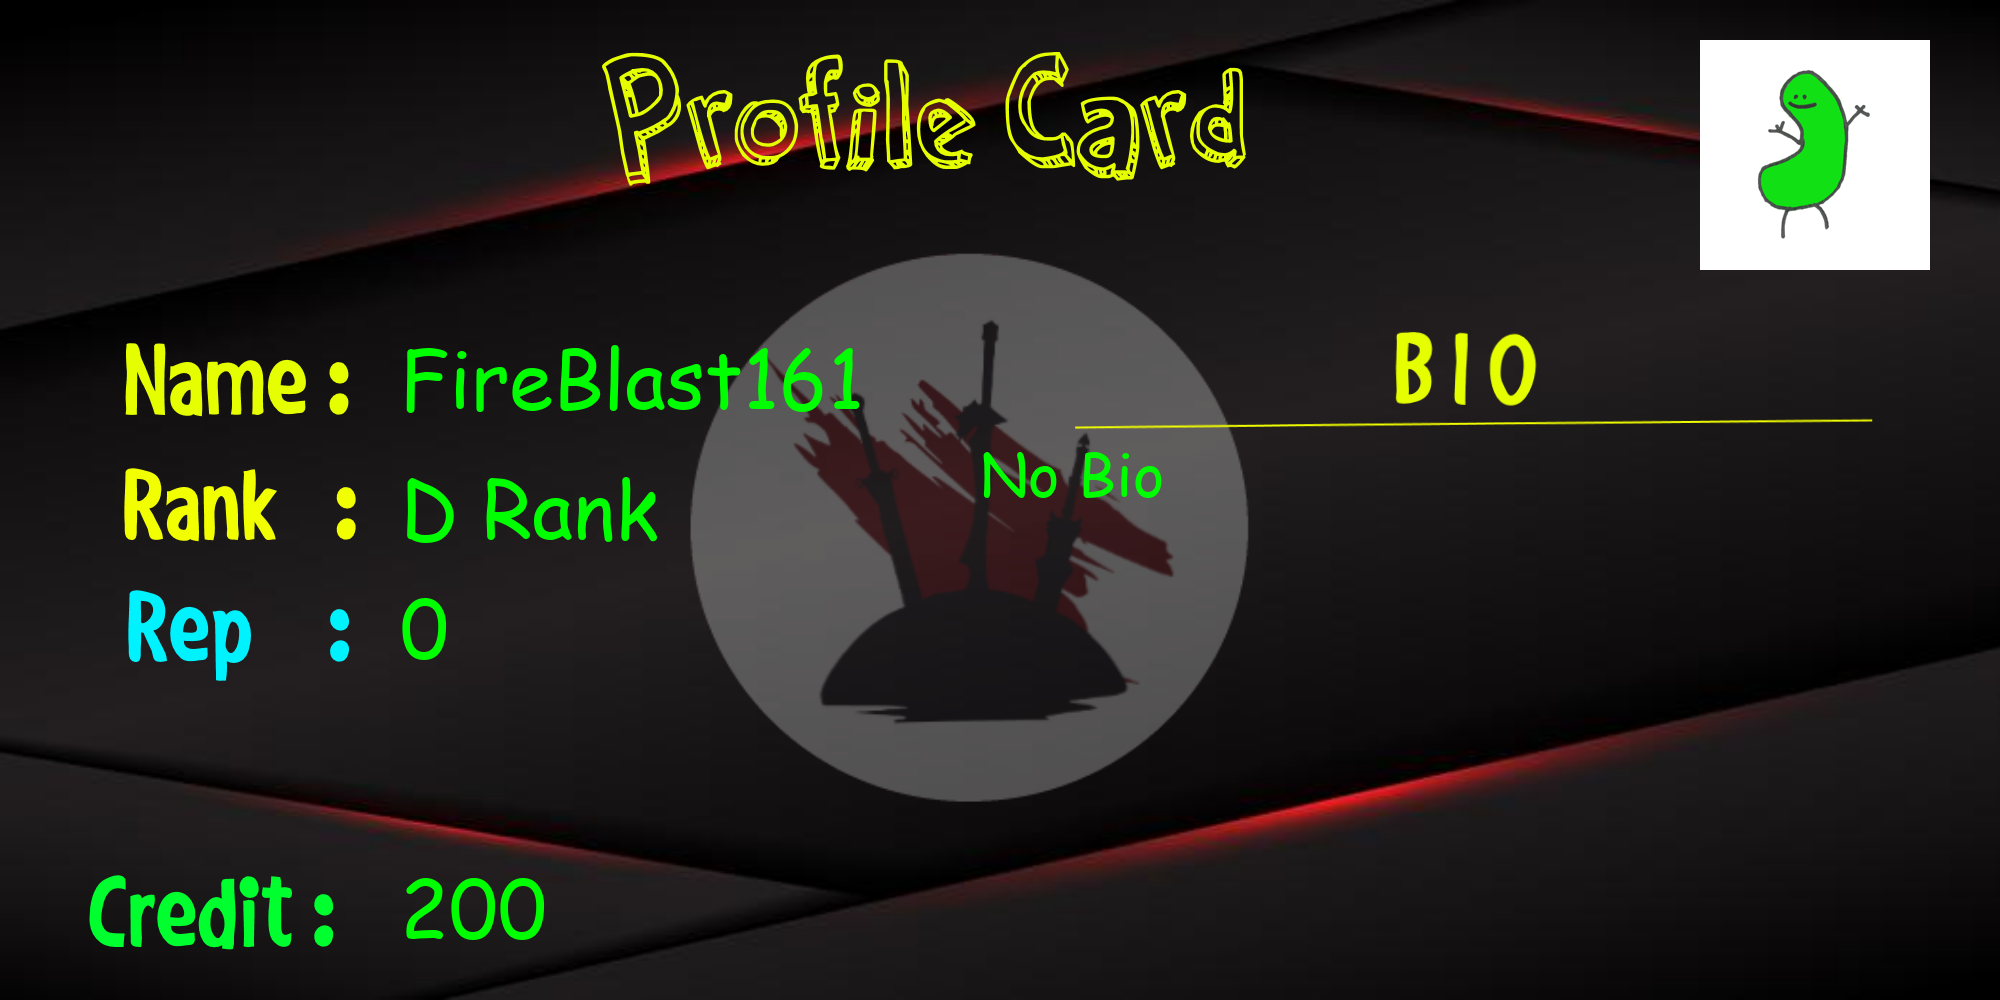 Profile Card
Name : FireBlast161
Rank : D Rank
Rep : 0
Credit : 200
BIO
No Bio